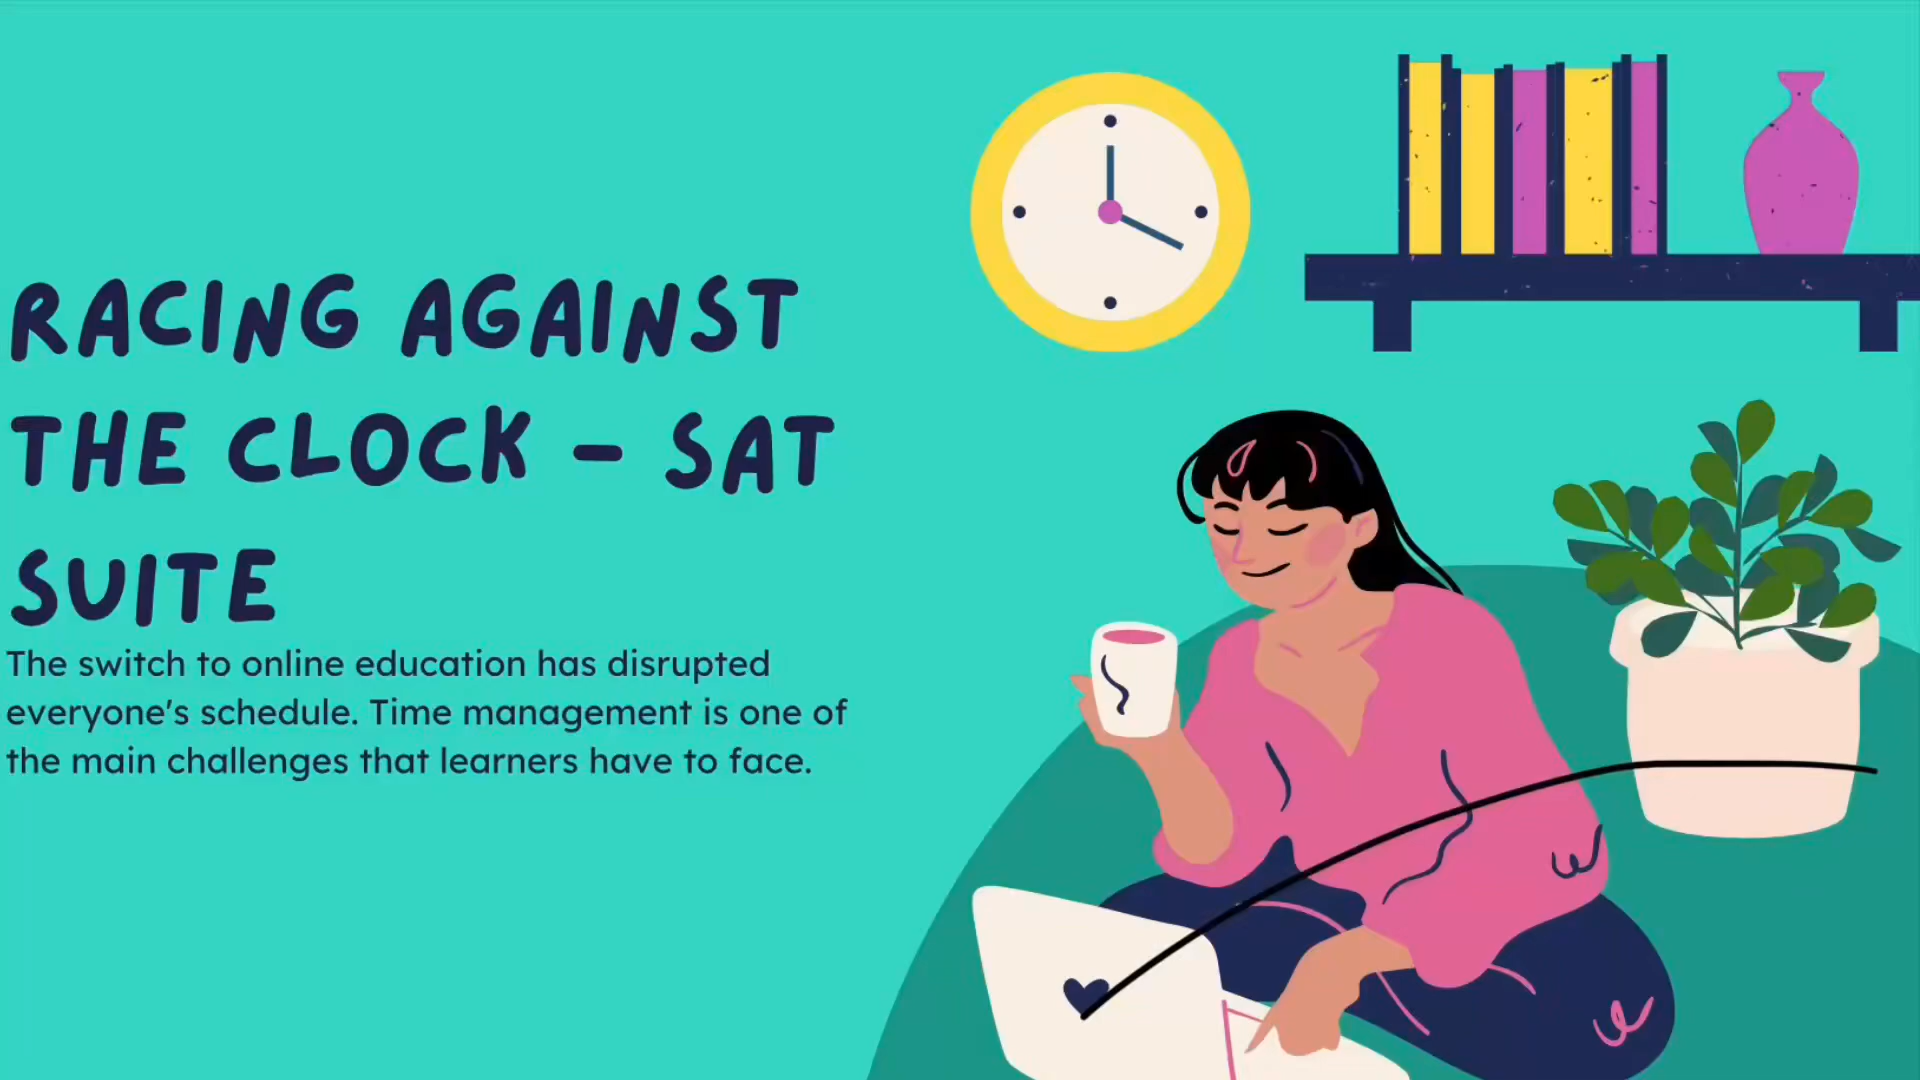 RACING AGAINST
THE CLOCK - SAT
SUITE
The switch to online education has disrupted
everyone's schedule. Time management is one of
the main challenges that learners have to face.